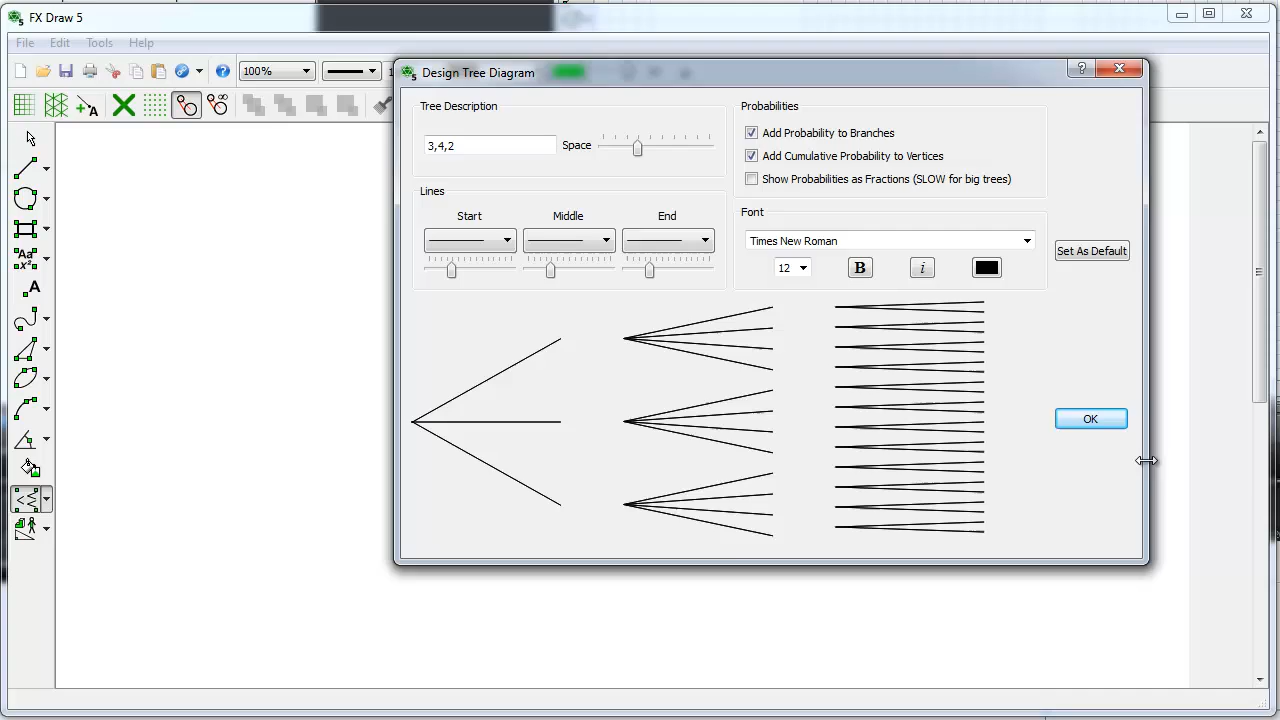 FX Draw 5
File Edit Tools Help
100%
Design Tree Diagram
Tree Description
3,4,2
Space
Lines
Start Middle End
Probabilities
Add Probability to Branches
Add Cumulative Probability to Vertices
Show Probabilities as Fractions (SLOW for big trees)
Font
Times New Roman
12 B i
Set As Default
OK